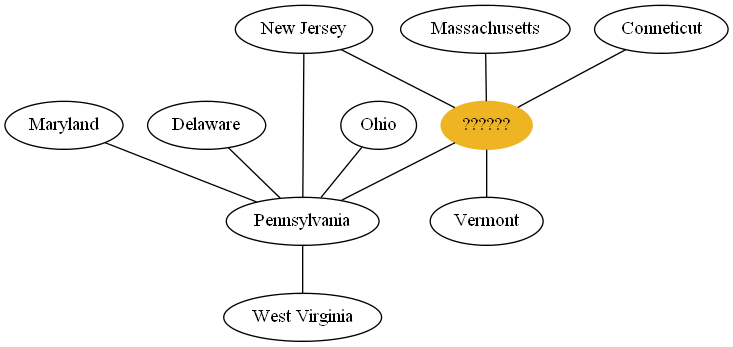 New Jersey
Massachusetts
Conneticut
Maryland
Delaware
Ohio
??????
Pennsylvania
Vermont
West Virginia